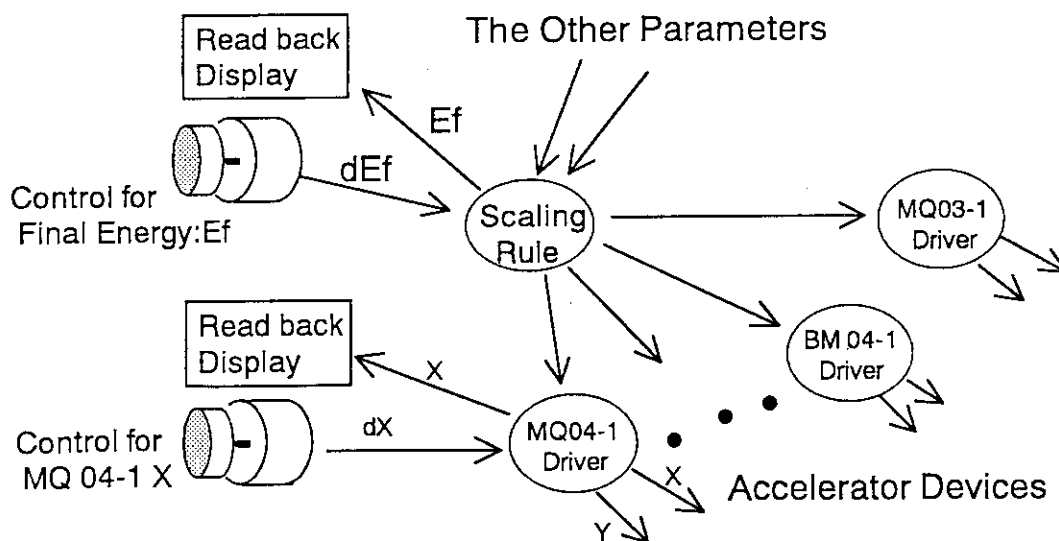 Read back
Display
The Other Parameters
Ef
dEf
Control for
Final Energy:Ef
Scaling
Rule
MQ03-1
Driver
BM 04-1
Driver
Read back
Display
X
dX
Control for
MQ 04-1 X
MQ04-1
Driver
X
Y
Accelerator Devices